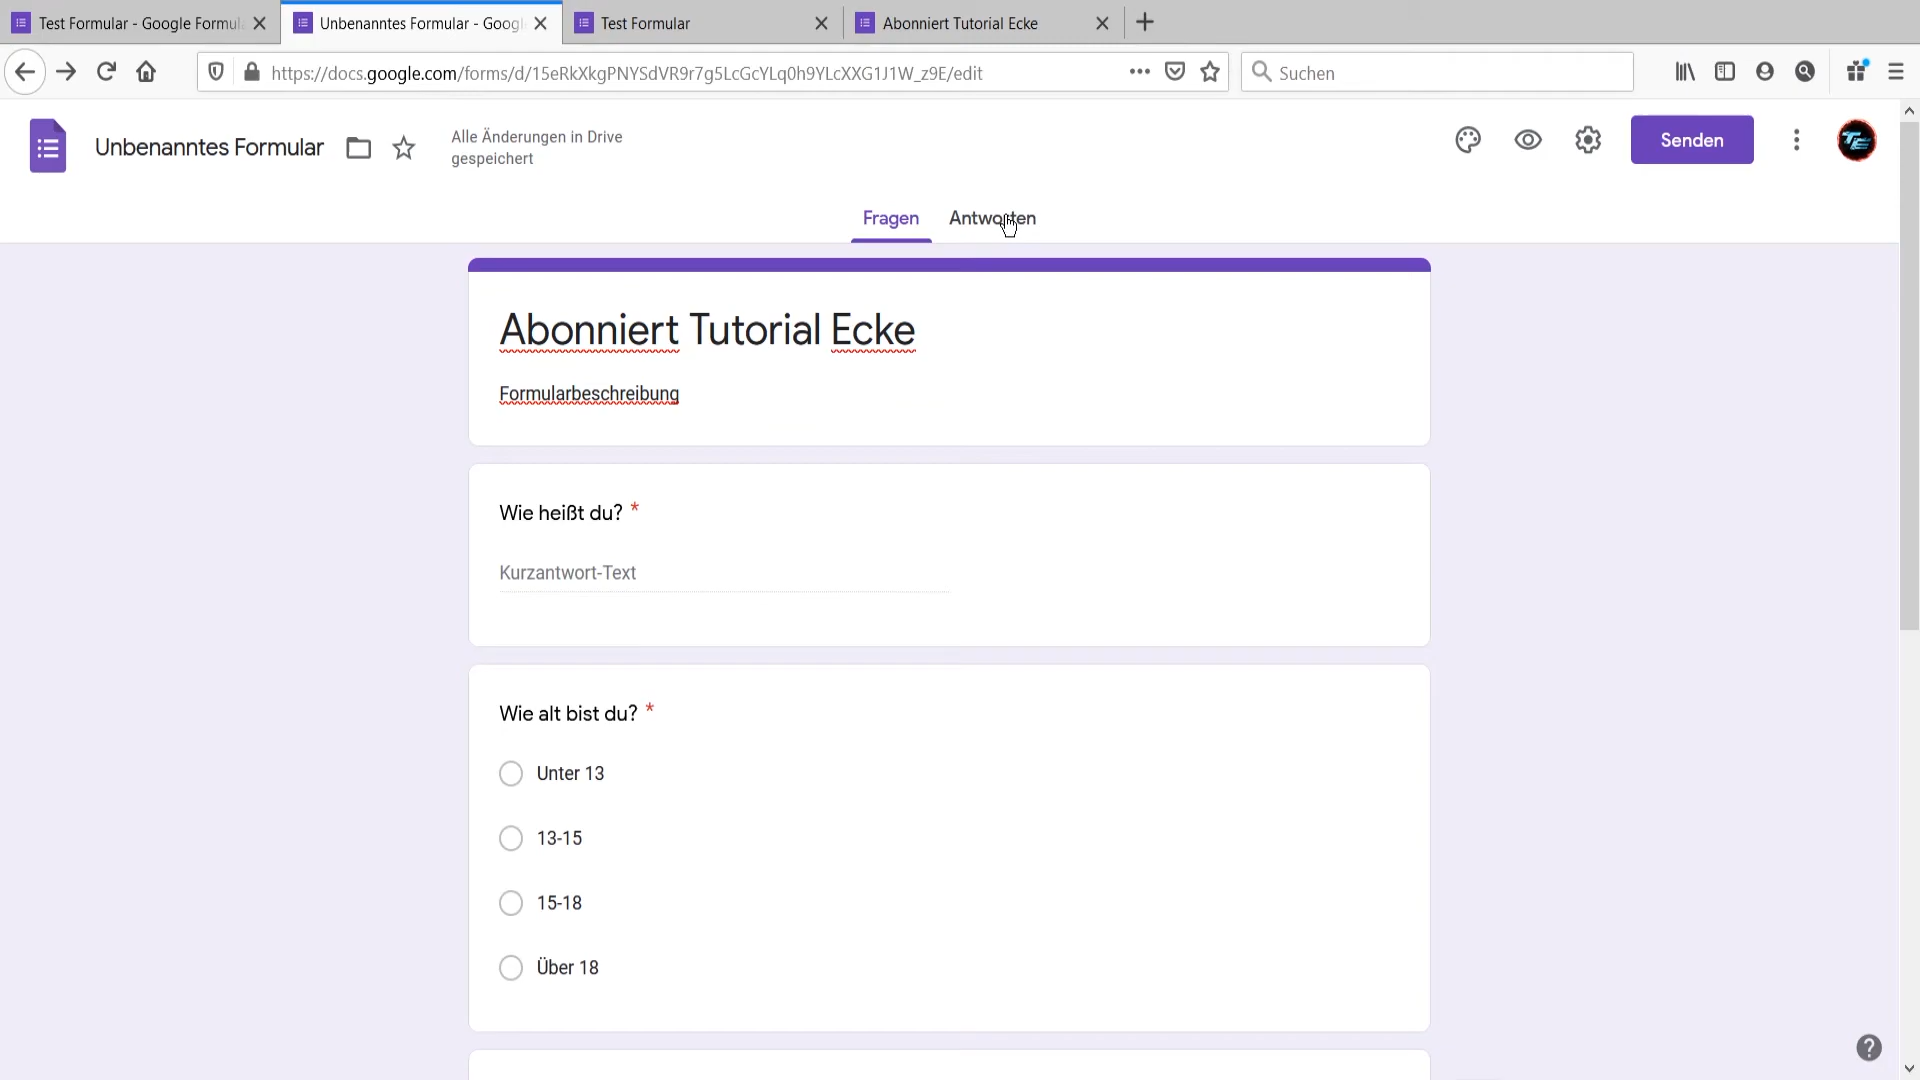 Test Formular - Google Formul
Unbenanntes Formular - Goog
Test Formular
Abonniert Tutorial Ecke
https://docs.google.com/forms/d/15eRkXkgPNYSdVR9r7g5LcGcYLq0h9YLcXXG1J1W_z9E/edit
Suchen
Unbenanntes Formular
Alle Änderungen in Drive
gespeichert
Senden
TE
Fragen
Antworten
Abonniert Tutorial Ecke
Formularbeschreibung
Wie heißt du? *
Kurzantwort-Text
Wie alt bist du? *
Unter 13
13-15
15-18
Über 18